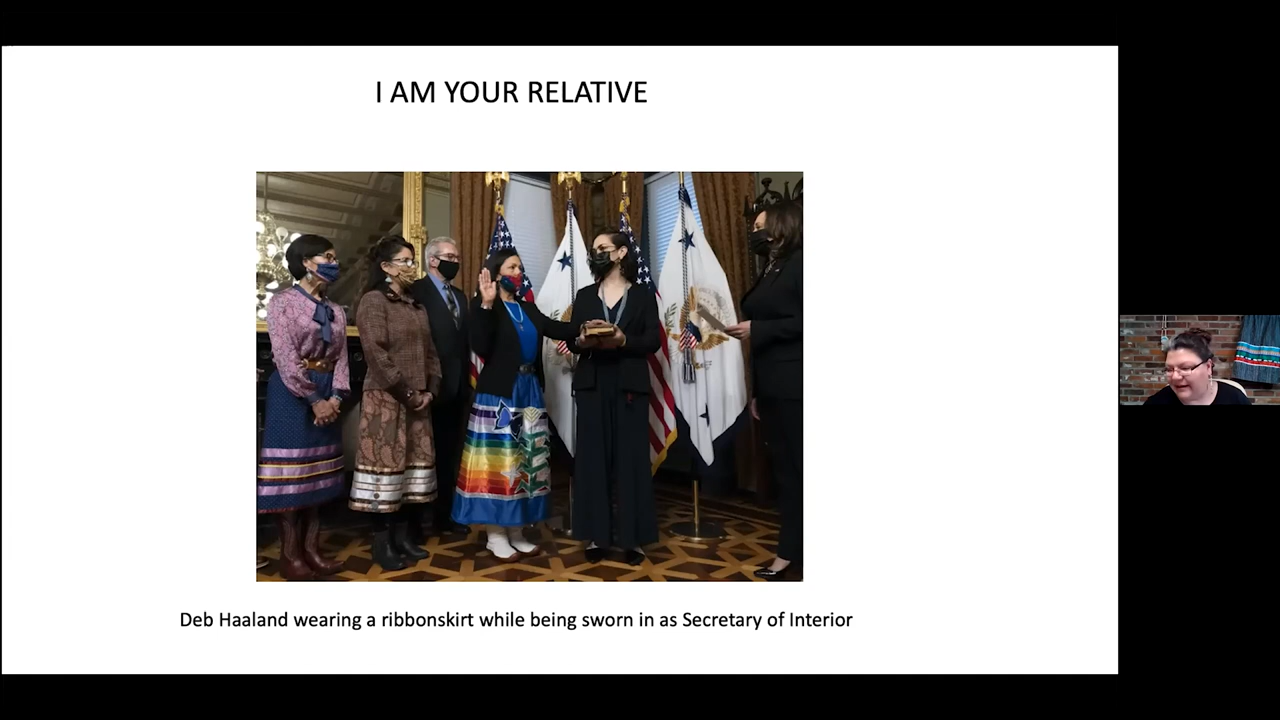 I AM YOUR RELATIVE
Deb Haaland wearing a ribbonskirt while being sworn in as Secretary of Interior